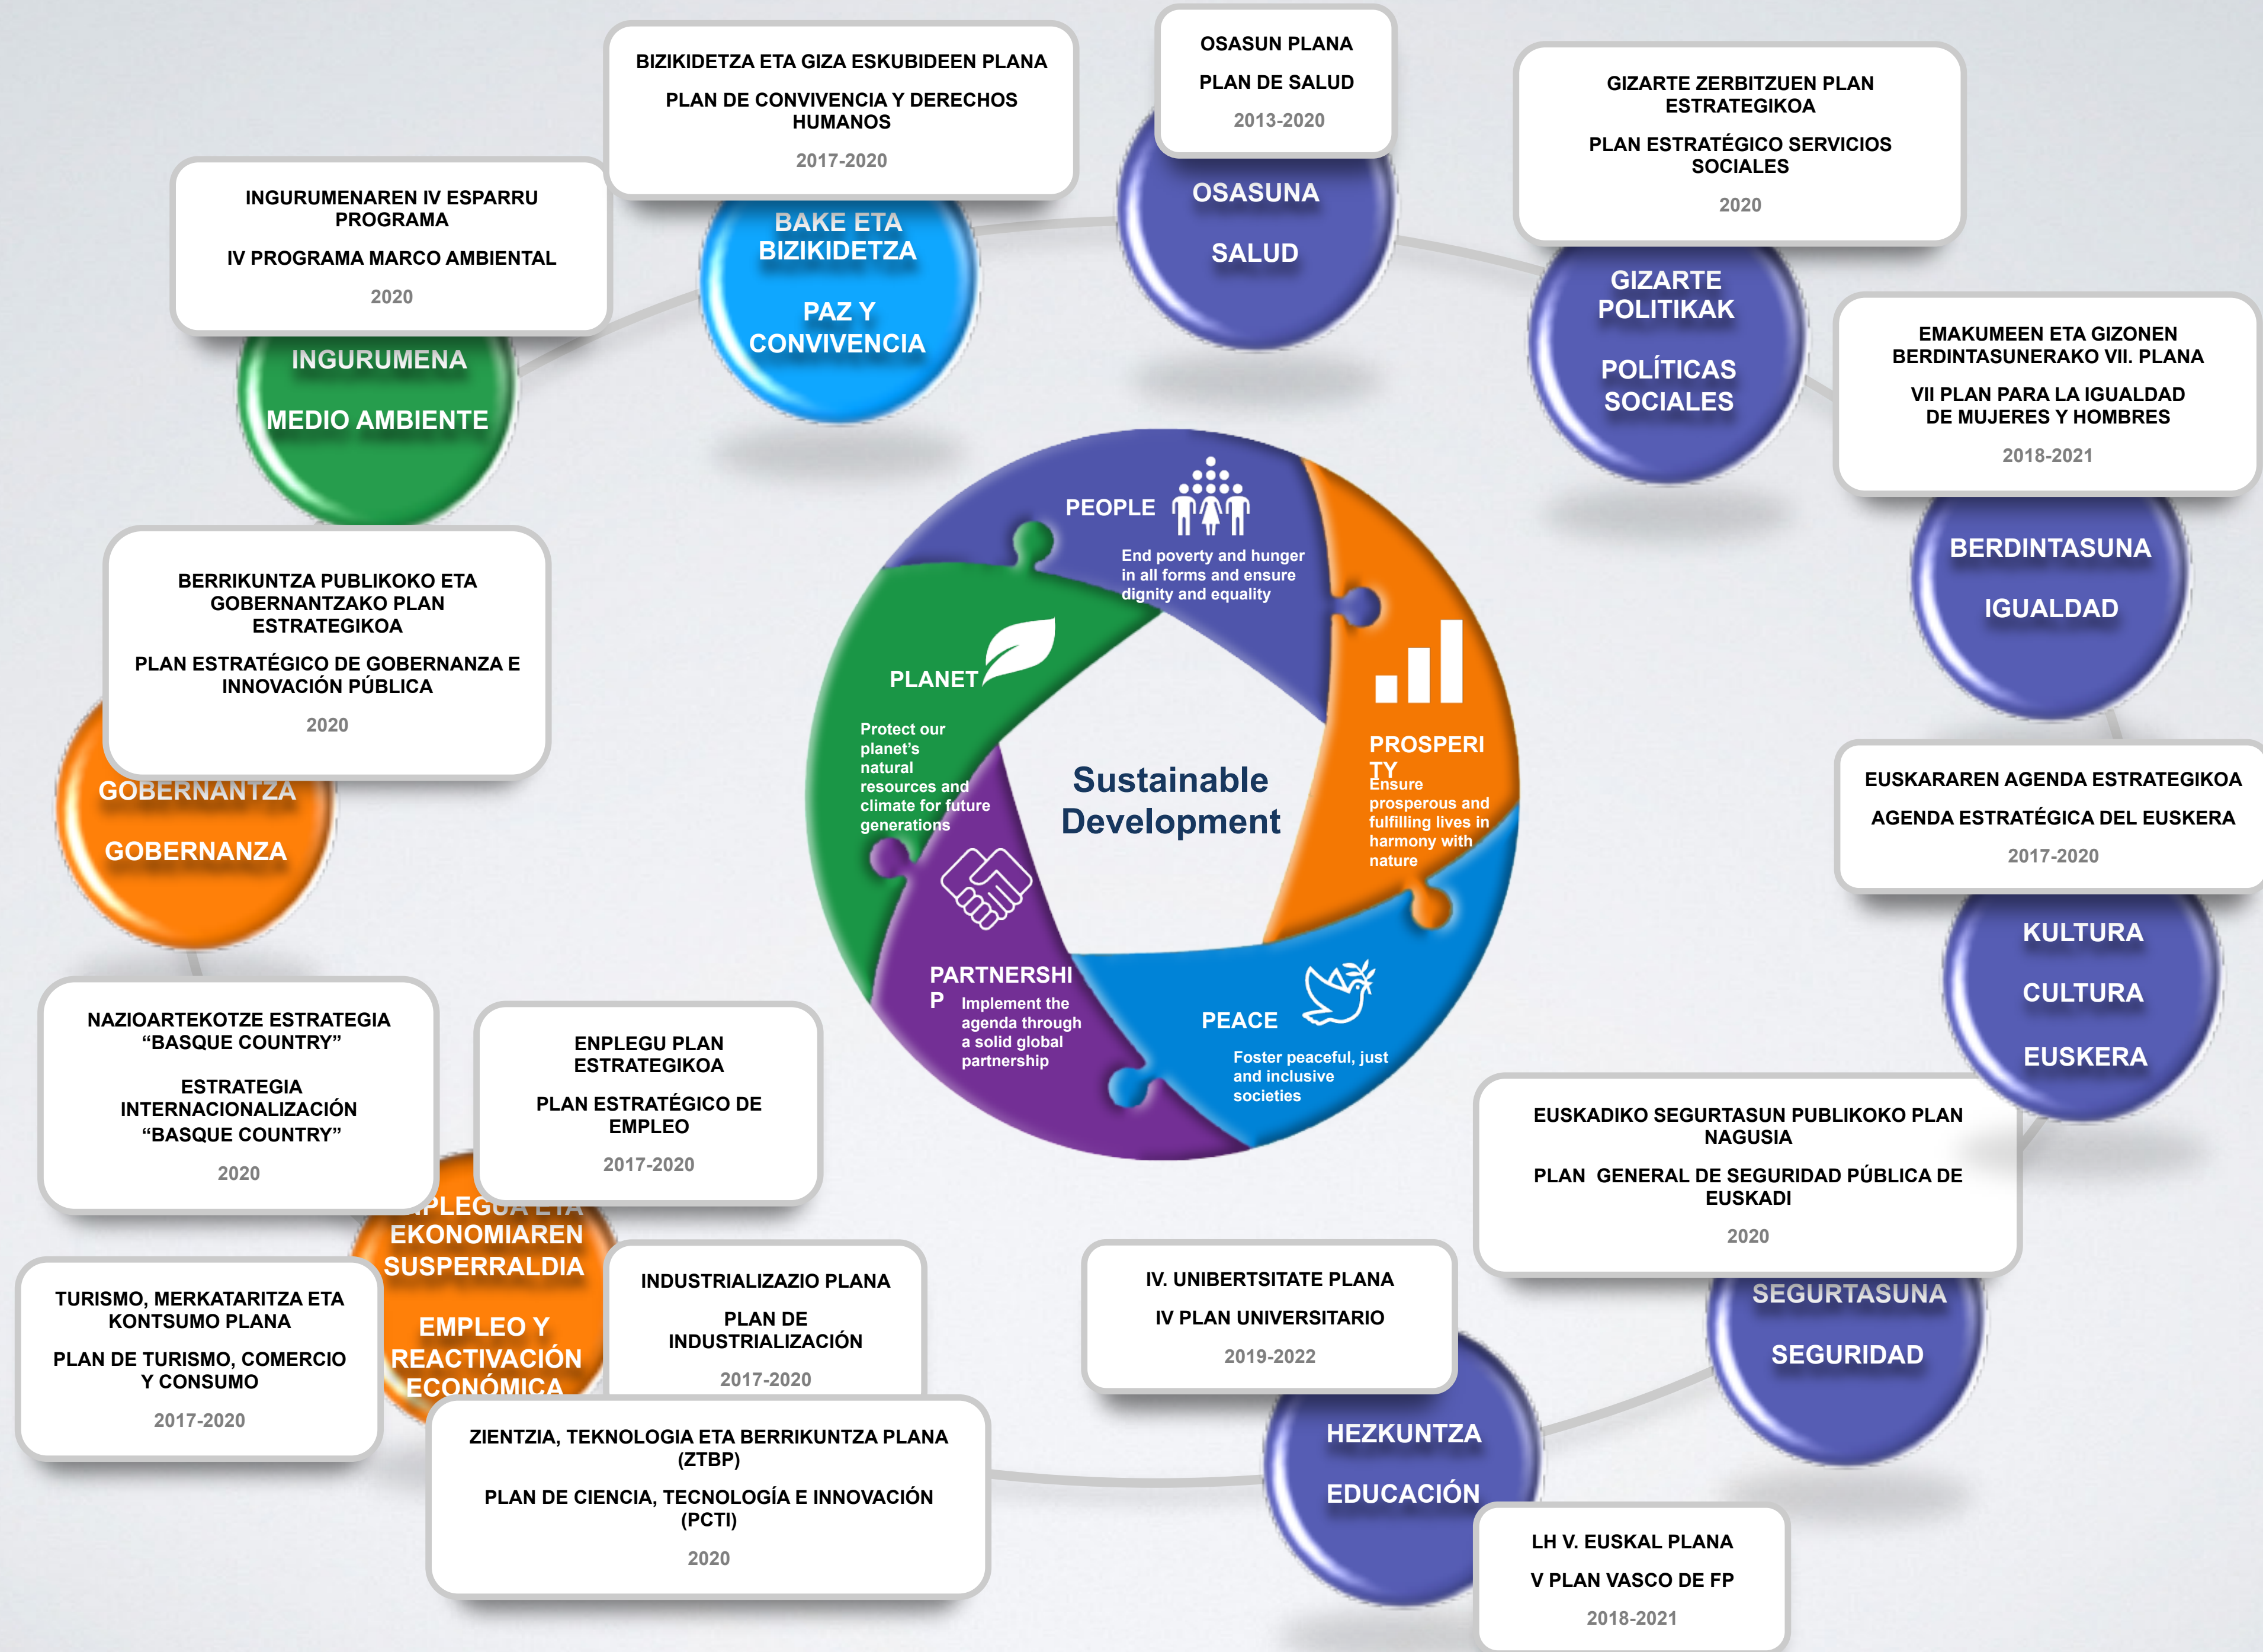 BIZIKIDETZA ETA GIZA ESKUBIDEEN PLANA
PLAN DE CONVIVENCIA Y DERECHOS
HUMANOS
2017-2020
OSASUN PLANA
PLAN DE SALUD
2013-2020
GIZARTE ZERBITZUEN PLAN
ESTRATEGIKOA
PLAN ESTRATÉGICO SERVICIOS
SOCIALES
2020
INGURUMENAREN IV ESPARRU
PROGRAMA
IV PROGRAMA MARCO AMBIENTAL
2020
BAKE ETA
BIZIKIDETZA
PAZ Y
CONVIVENCIA
OSASUNA
SALUD
GIZARTE
POLITIKAK
POLÍTICAS
SOCIALES
EMAKUMEEN ETA GIZONEN
BERDINTASUNERAKO VII. PLANA
VII PLAN PARA LA IGUALDAD
DE MUJERES Y HOMBRES
2018-2021
INGURUMENA
MEDIO AMBIENTE
BERDINTASUNA
IGUALDAD
BERRIKUNTZA PUBLIKOKO ETA
GOBERNANTZAKO PLAN
ESTRATEGIKOA
PLAN ESTRATÉGICO DE GOBERNANZA E
INNOVACIÓN PÚBLICA
2020
GOBERNANTZA
GOBERNANZA
PEOPLE
End poverty and hunger
in all forms and ensure
dignity and equality
PLANET
Protect our
planet's
natural
resources and
climate for future
generations
Sustainable
Development
PROSPERI
TY
Ensure
prosperous and
fulfilling lives in
harmony with
nature
PARTNERSHI
P
Implement the
agenda through
a solid global
partnership
PEACE
Foster peaceful, just
and inclusive
societies
EUSKARAREN AGENDA ESTRATEGIKOA
AGENDA ESTRATÉGICA DEL EUSKERA
2017-2020
KULTURA
CULTURA
EUSKERA
NAZIOARTEKOTZE ESTRATEGIA
“BASQUE COUNTRY”
ESTRATEGIA
INTERNACIONALIZACIÓN
“BASQUE COUNTRY”
2020
ENPLEGU PLAN
ESTRATEGIKOA
PLAN ESTRATÉGICO DE
EMPLEO
2017-2020
ETA
EKONOMIAREN
SUSPERRALDIA
EMPLEO Y
REACTIVACIÓN
ECONÓMICA
TURISMO, MERKATARITZA ETA
KONTSUMO PLANA
PLAN DE TURISMO, COMERCIO
Y CONSUMO
2017-2020
INDUSTRIALIZAZIO PLANA
PLAN DE
INDUSTRIALIZACIÓN
2017-2020
ZIENTZIA, TEKNOLOGIA ETA BERRIKUNTZA PLANA
(ZTBP)
PLAN DE CIENCIA, TECNOLOGÍA E INNOVACIÓN
(PCTI)
2020
EUSKADIKO SEGURTASUN PUBLIKOKO PLAN
NAGUSIA
PLAN GENERAL DE SEGURIDAD PÚBLICA DE
EUSKADI
2020
SEGURTASUNA
SEGURIDAD
IV. UNIBERTSITATE PLANA
IV PLAN UNIVERSITARIO
2019-2022
HEZKUNTZA
EDUCACIÓN
LH V. EUSKAL PLANA
V PLAN VASCO DE FP
2018-2021